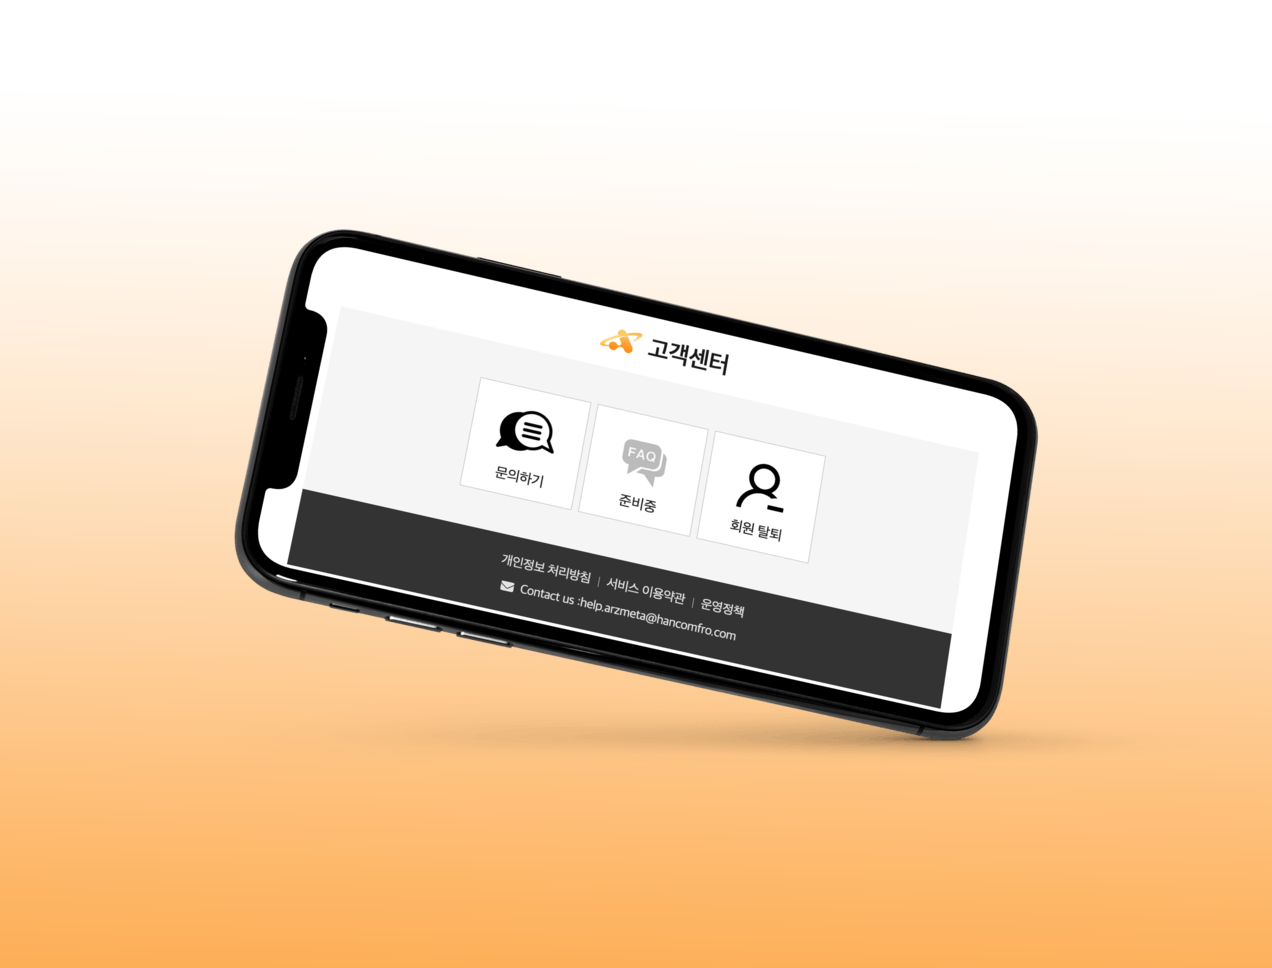 고객센터
문의하기
FAQ
준비중
회원 탈퇴
개인정보 처리방침 | 서비스 이용약관 | 운영정책
Contact us :help.arzmeta@hancomfro.com